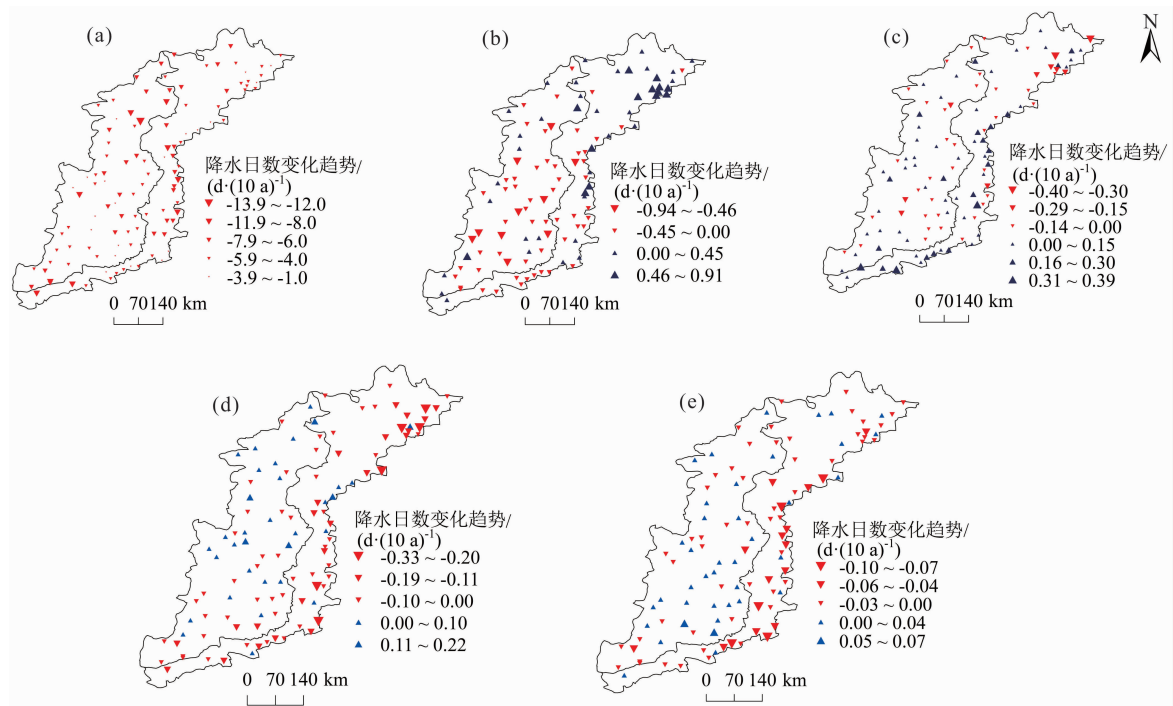 (a)
降水日数变化趋势/
(d·(10 a)⁻¹
-13.9 ~ -12.0
-11.9 ~ -8.0
-7.9 ~ -6.0
-5.9 ~ -4.0
-3.9 ~ -1.0
0 70140 km
(b)
降水日数变化趋势/
(d·(10 a)⁻¹
-0.94 ~ -0.46
-0.45 ~ 0.00
0.00 ~ 0.45
0.46 ~ 0.91
0 70140 km
(c)
N
降水日数变化趋势/
(d·(10 a)⁻¹
-0.40 ~ -0.30
-0.29 ~ -0.15
-0.14 ~ 0.00
0.00 ~ 0.15
0.16 ~ 0.30
0.31 ~ 0.39
0 70140 km
(d)
降水日数变化趋势/
(d·(10 a)⁻¹
-0.33 ~ -0.20
-0.19 ~ -0.11
-0.10 ~ 0.00
0.00 ~ 0.10
0.11 ~ 0.22
0 70 140 km
(e)
降水日数变化趋势/
(d·(10 a)⁻¹
-0.10 ~ -0.07
-0.06 ~ -0.04
-0.03 ~ 0.00
0.00 ~ 0.04
0.05 ~ 0.07
0 70 140 km